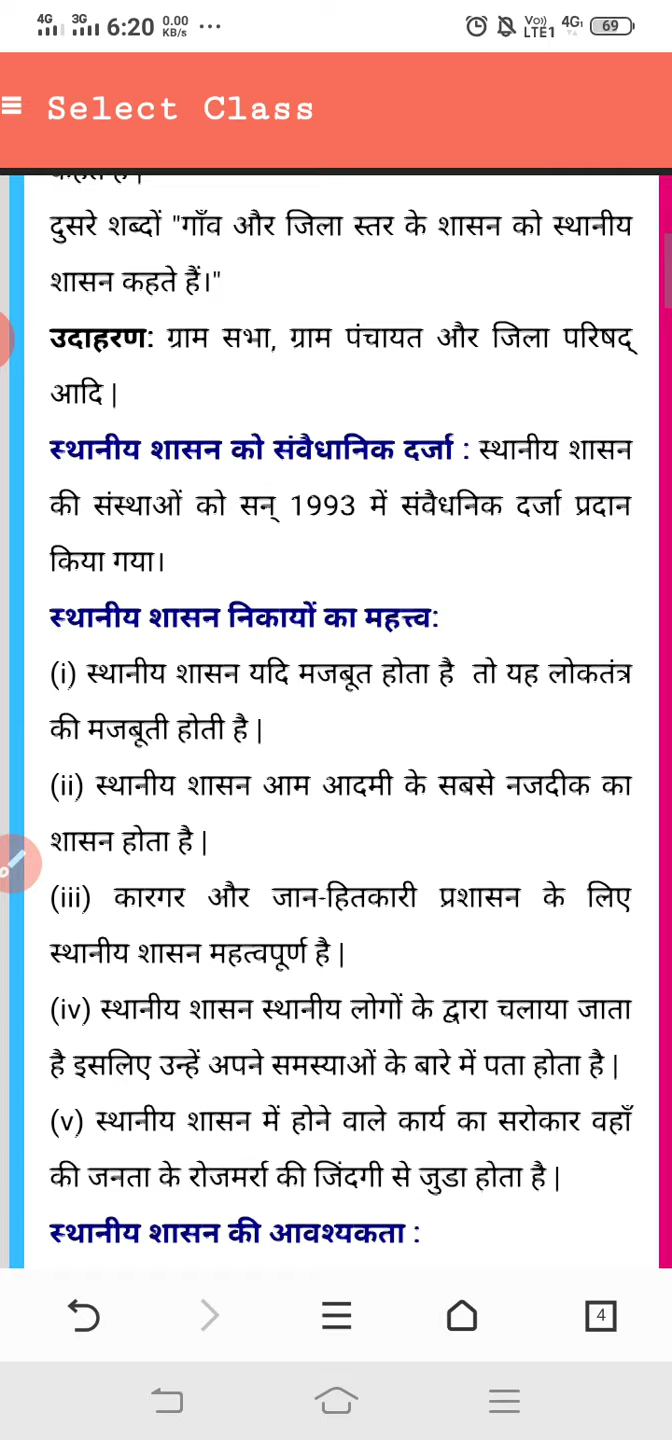 4G 3G 6:20 0.00 KB/s ... Vo)) LTE1 4G1 69
Select Class
दुसरे शब्दों "गाँव और जिला स्तर के शासन को स्थानीय
शासन कहते हैं।"
उदाहरण: ग्राम सभा, ग्राम पंचायत और जिला परिषद्
आदि |
स्थानीय शासन को संवैधानिक दर्जा : स्थानीय शासन
की संस्थाओं को सन् 1993 में संवैधनिक दर्जा प्रदान
किया गया।
स्थानीय शासन निकायों का महत्त्व:
(i) स्थानीय शासन यदि मजबूत होता है तो यह लोकतंत्र
की मजबूती होती है |
(ii) स्थानीय शासन आम आदमी के सबसे नजदीक का
शासन होता है |
(iii) कारगर और जान-हितकारी प्रशासन के लिए
स्थानीय शासन महत्वपूर्ण है |
(iv) स्थानीय शासन स्थानीय लोगों के द्वारा चलाया जाता
है इसलिए उन्हें अपने समस्याओं के बारे में पता होता है |
(v) स्थानीय शासन में होने वाले कार्य का सरोकार वहाँ
की जनता के रोजमर्रा की जिंदगी से जुडा होता है |
स्थानीय शासन की आवश्यकता :
4